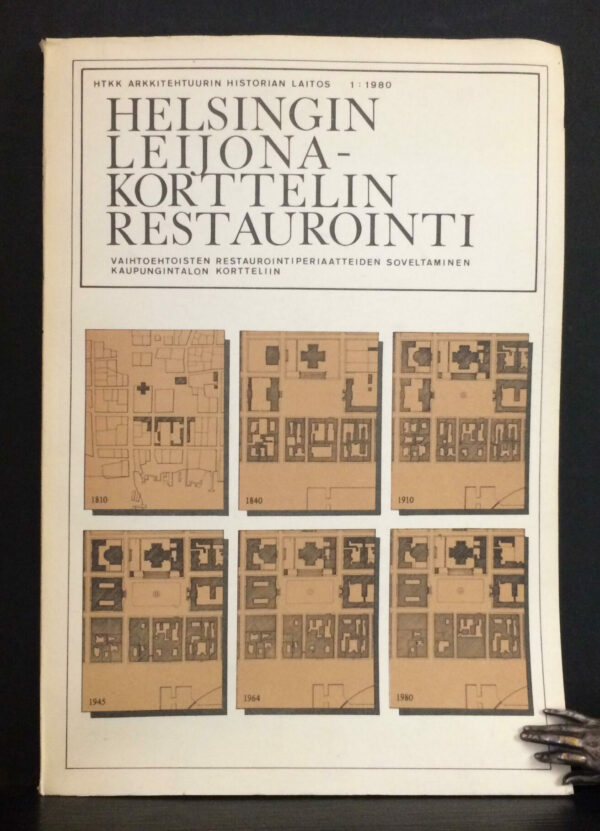 HTKK ARKKITEHTUURIN HISTORIAN LAITOS 1:1980
HELSINGIN
LEIJONA-
KORTTELIN
RESTAUROINTI
VAIHTOEHTOISTEN RESTAUROINTIPERIAATTEIDEN SOVELTAMINEN
KAUPUNGINTALON KORTTELIIN
1810
1840
1910
1945
1964
1980